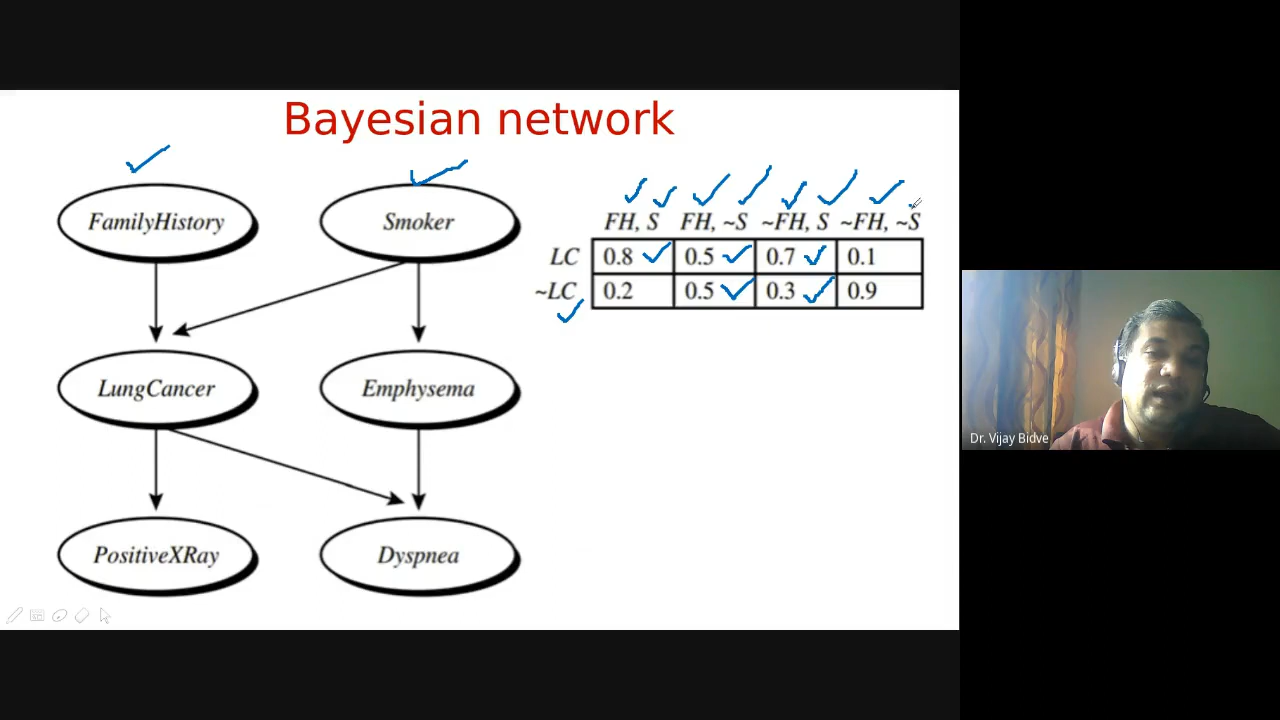 Bayesian network
FamilyHistory
Smoker
FH, S FH, ~S ~FH, S ~FH, ~S
LC 0.8 0.5 0.7 0.1
~LC 0.2 0.5 0.3 0.9
LungCancer
Emphysema
PositiveXRay
Dyspnea
Dr. Vijay Bidve